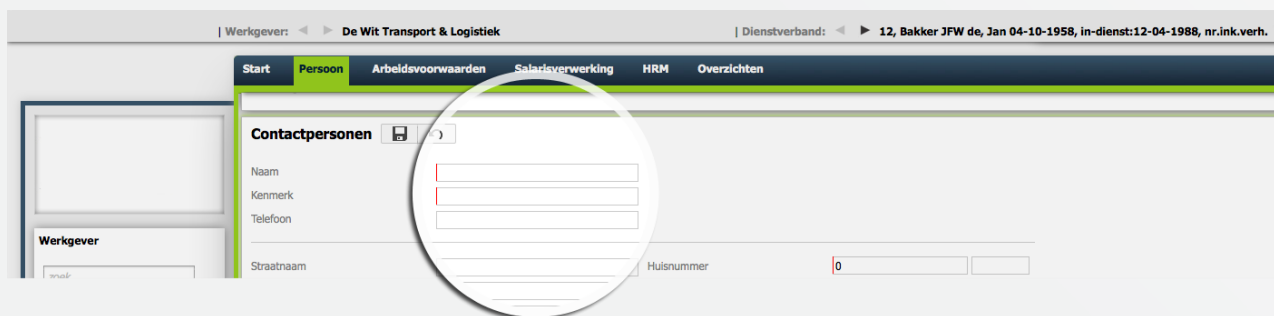 | Werkgever: De Wit Transport & Logistiek | Dienstverband: 12, Bakker JFW de, Jan 04-10-1958, in-dienst:12-04-1988, nr.ink.verh.
Start Persoon Arbeidsvoorwaarden Salarisverwerking HRM Overzichten
Contactpersonen
Naam
Kenmerk
Telefoon
Werkgever
Straatnaam Huisnummer 0
zoek